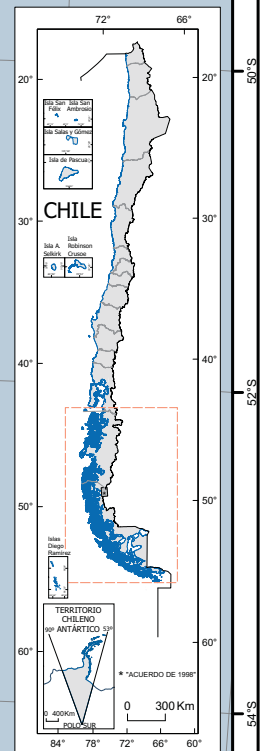 72° 66°
20° 20°
50°S
Isla San Félix
Isla San Ambrosio
Isla Salas y Gómez
Isla de Pascua
CHILE
30° 30°
Isla A. Selkirk
Isla Robinson Crusoe
40° 40°
52°S
50° 50°
Islas Diego Ramírez
TERRITORIO
CHILENO
ANTÁRTICO
90° 53°
60° 60°
* "ACUERDO DE 1998"
0 400Km
POLO SUR
0 300 Km
54°S
84° 78° 72° 66° 60°